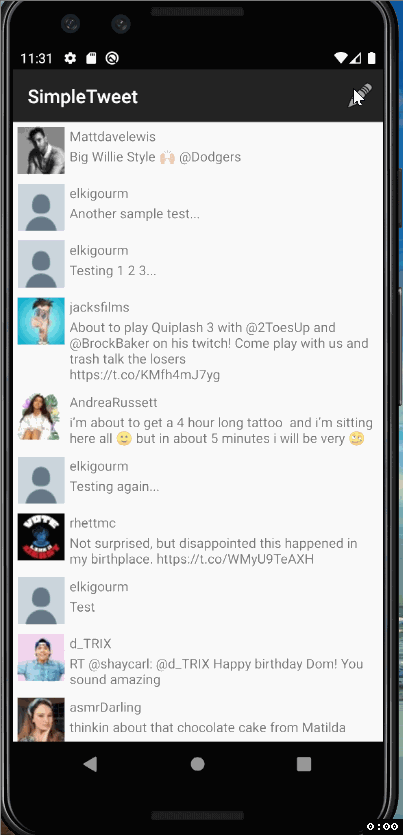 11:31
SimpleTweet
Mattdavelewis
Big Willie Style 🙌🏻 @Dodgers
elkigourm
Another sample test...
elkigourm
Testing 1 2 3...
jacksfilms
About to play Quiplash 3 with @2ToesUp and
@BrockBaker on his twitch! Come play with us and
trash talk the losers
https://t.co/KMfh4mJ7yg
AndreaRussett
i'm about to get a 4 hour long tattoo and i'm sitting
here all 🙂 but in about 5 minutes i will be very 🥴
elkigourm
Testing again...
VOTE
rhettmc
Not surprised, but disappointed this happened in
my birthplace. https://t.co/WMyU9TeAXH
elkigourm
Test
d_TRIX
RT @shaycarl: @d_TRIX Happy birthday Dom! You
sound amazing
asmrDarling
thinkin about that chocolate cake from Matilda
0:00